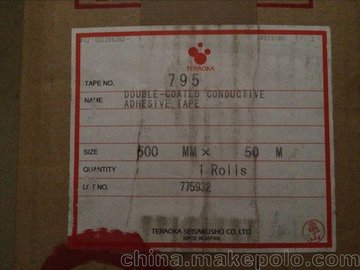 TERAOKA
TAPE NO. 795
NAME DOUBLE-COATED CONDUCTIVE
ADHESIVE TAPE
SIZE 500 MM × 50 M
QUANTITY 1 Rolls
LOT NO. 775932
TERAOKA SEISAKUSHO CO., LTD.
MADE IN JAPAN
china.makepolo.com